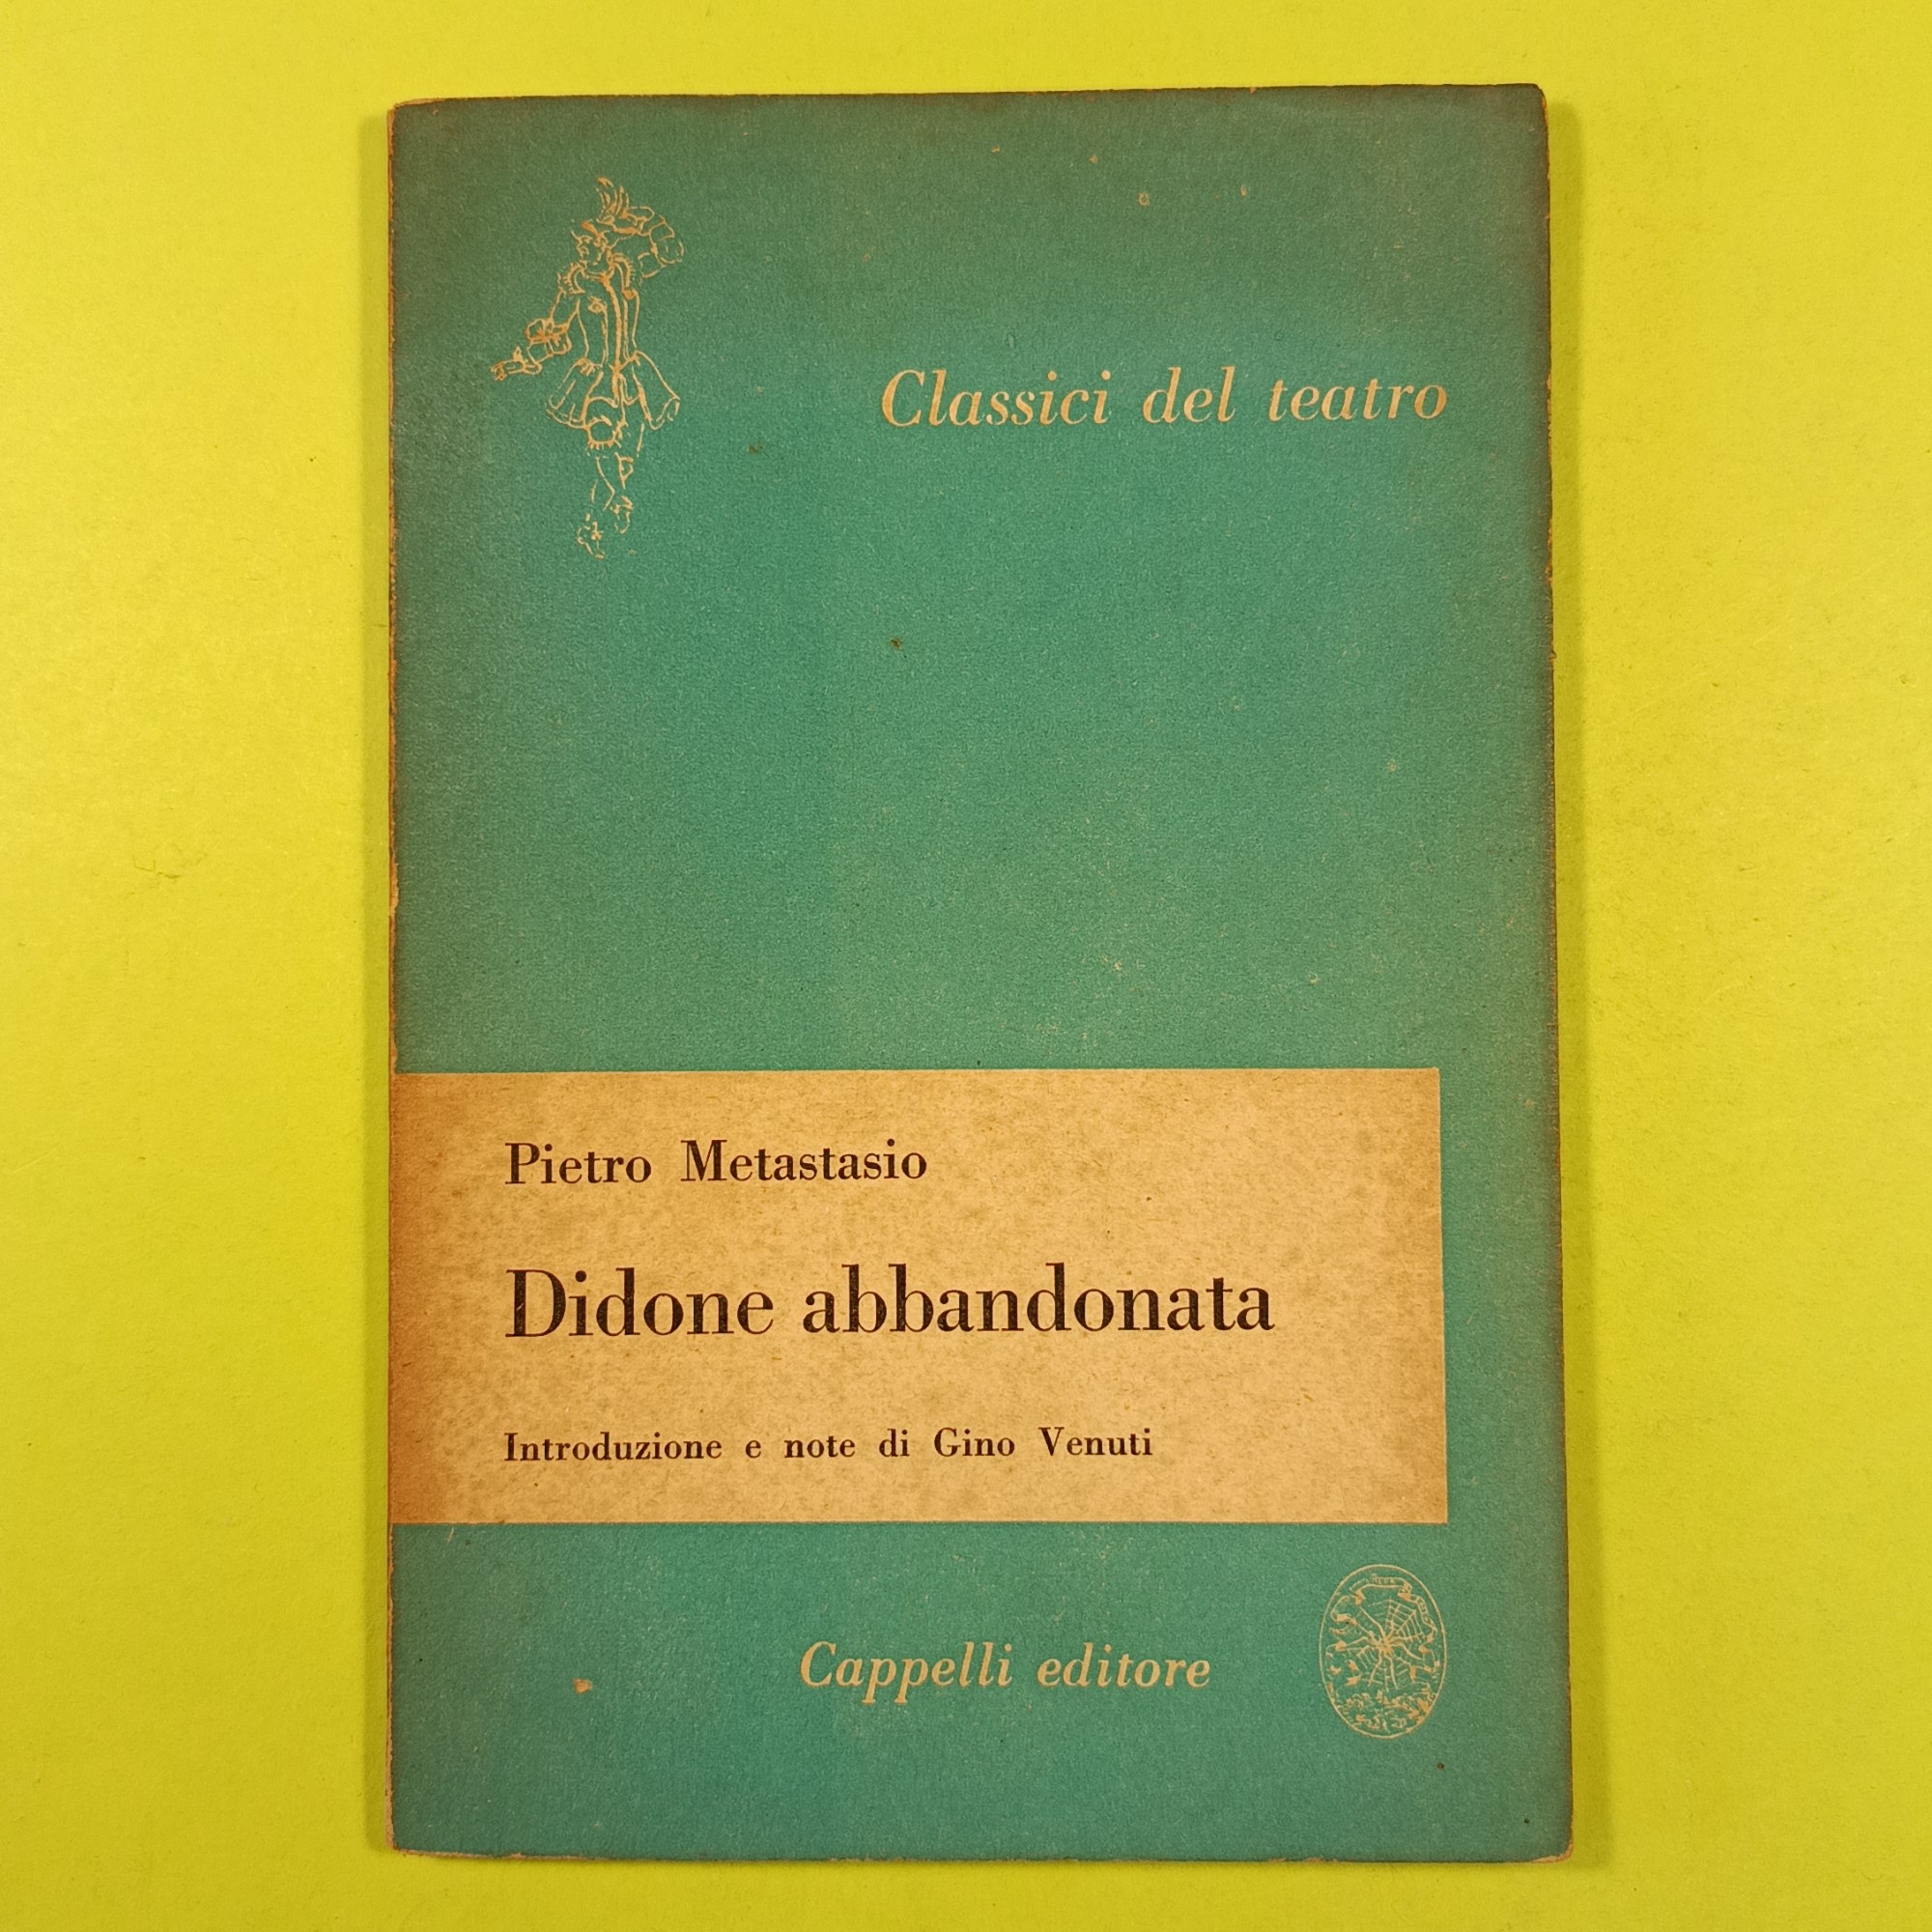 Classici del teatro
Pietro Metastasio
Didone abbandonata
Introduzione e note di Gino Venuti
Cappelli editore